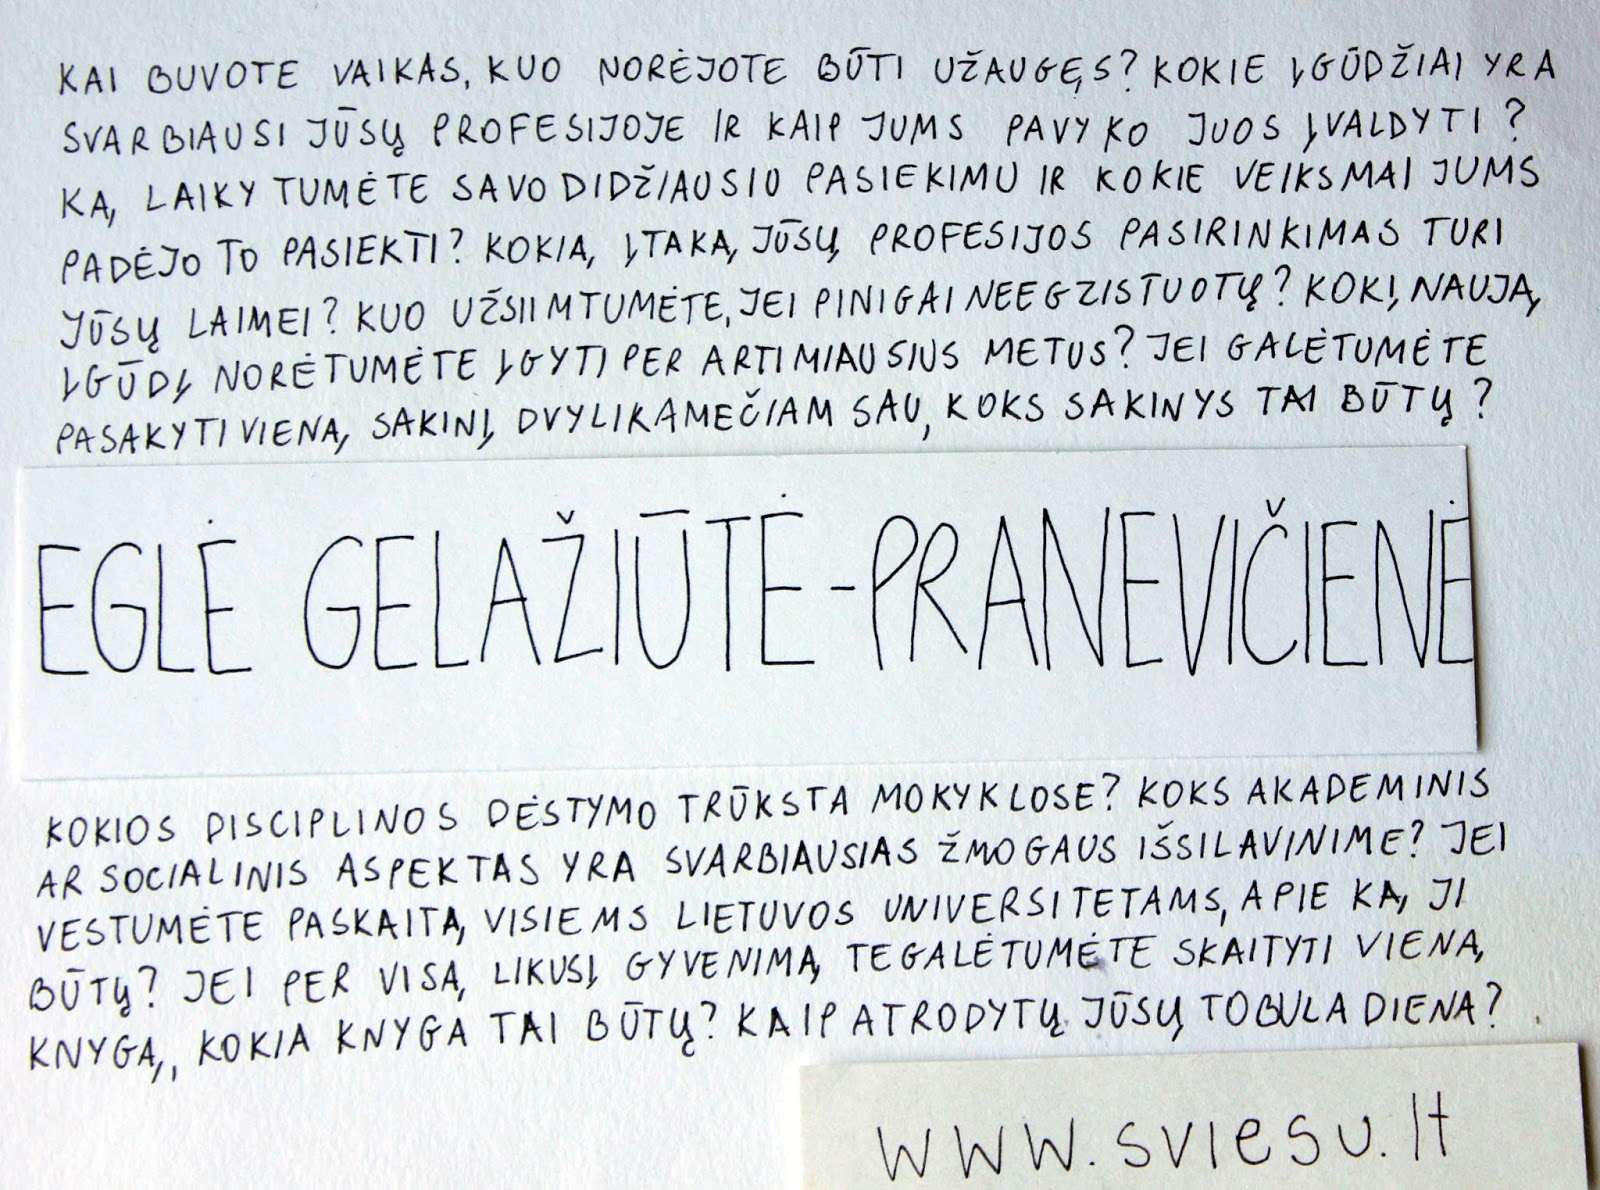 KAI BUVOTE VAIKAS, KUO NORĖJOTE BŪTI UŽAUGĘS? KOKIE ĮGŪDŽIAI YRA
SVARBIAUSI JŪSŲ PROFESIJOJE IR KAIP JUMS PAVYKO JUOS ĮVALDYTI?
KĄ LAIKYTUMĖTE SAVO DIDŽIAUSIU PASIEKIMU IR KOKIE VEIKSMAI JUMS
PADĖJO TO PASIEKTI? KOKIĄ ĮTAKĄ JŪSŲ PROFESIJOS PASIRINKIMAS TURI
JŪSŲ LAIMEI? KUO UŽSIIMTUMĖTE, JEI PINIGAI NEEGZISTUOTŲ? KOKĮ NAUJĄ
ĮGŪDĮ NORĖTUMĖTE ĮGYTI PER ARTIMIAUSIUS METUS? JEI GALĖTUMĖTE
PASAKYTI VIENĄ SAKINĮ DVYLIKAMEČIAM SAU, KOKS SAKINYS TAI BŪTŲ?
EGLĖ GELAŽIŪTĖ-PRANEVIČIENĖ
KOKIOS DISCIPLINOS DĖSTYMO TRŪKSTA MOKYKLOSE? KOKS AKADEMINIS
AR SOCIALINIS ASPEKTAS YRA SVARBIAUSIAS ŽMOGAUS IŠSILAVINIME? JEI
VESTUMĖTE PASKAITĄ VISIEMS LIETUVOS UNIVERSITETAMS, APIE KĄ JI
BŪTŲ? JEI PER VISĄ LIKUSĮ GYVENIMĄ TEGALĖTUMĖTE SKAITYTI VIENĄ
KNYGĄ, KOKIA KNYGA TAI BŪTŲ? KAIP ATRODYTŲ JŪSŲ TOBULA DIENA?
www.sviesu.lt